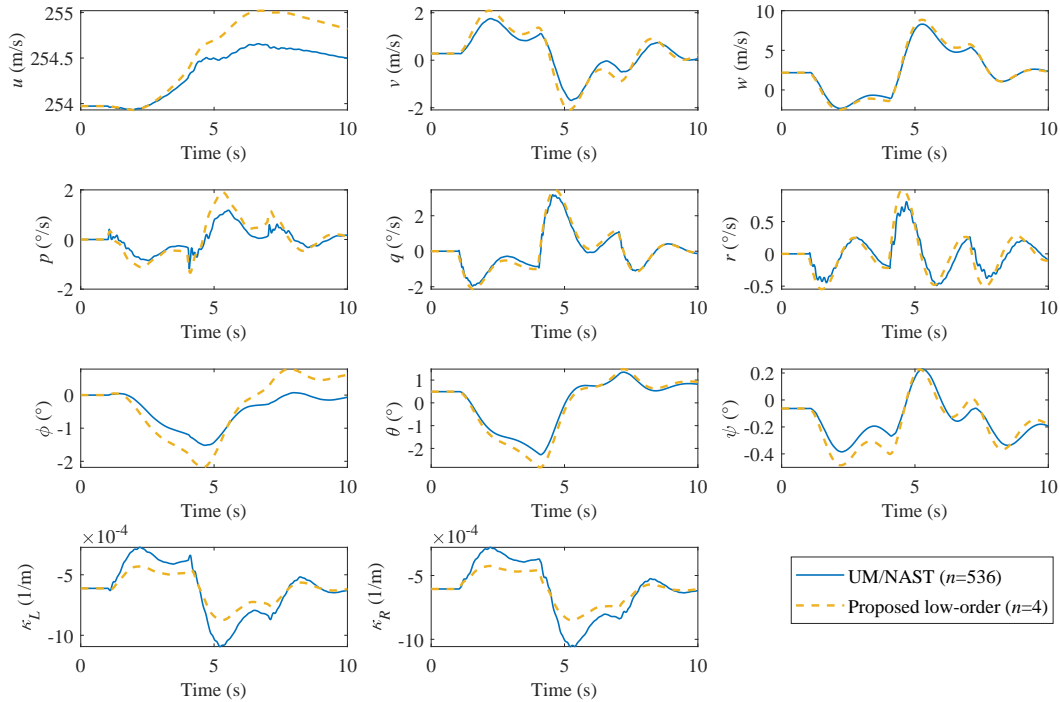 u (m/s)
255
254.5
254
0
5
10
Time (s)
v (m/s)
2
0
-2
0
5
10
Time (s)
w (m/s)
10
5
0
0
5
10
Time (s)
p (°/s)
2
0
-2
0
5
10
Time (s)
q (°/s)
2
0
-2
0
5
10
Time (s)
r (°/s)
0.5
0
-0.5
0
5
10
Time (s)
ϕ (°)
0
-1
-2
0
5
10
Time (s)
θ (°)
1
0
-1
-2
0
5
10
Time (s)
ψ (°)
0.2
0
-0.2
-0.4
0
5
10
Time (s)
×10-4
κL (1/m)
-5
-10
0
5
10
Time (s)
×10-4
κR (1/m)
-5
-10
0
5
10
Time (s)
UM/NAST (n=536)
Proposed low-order (n=4)